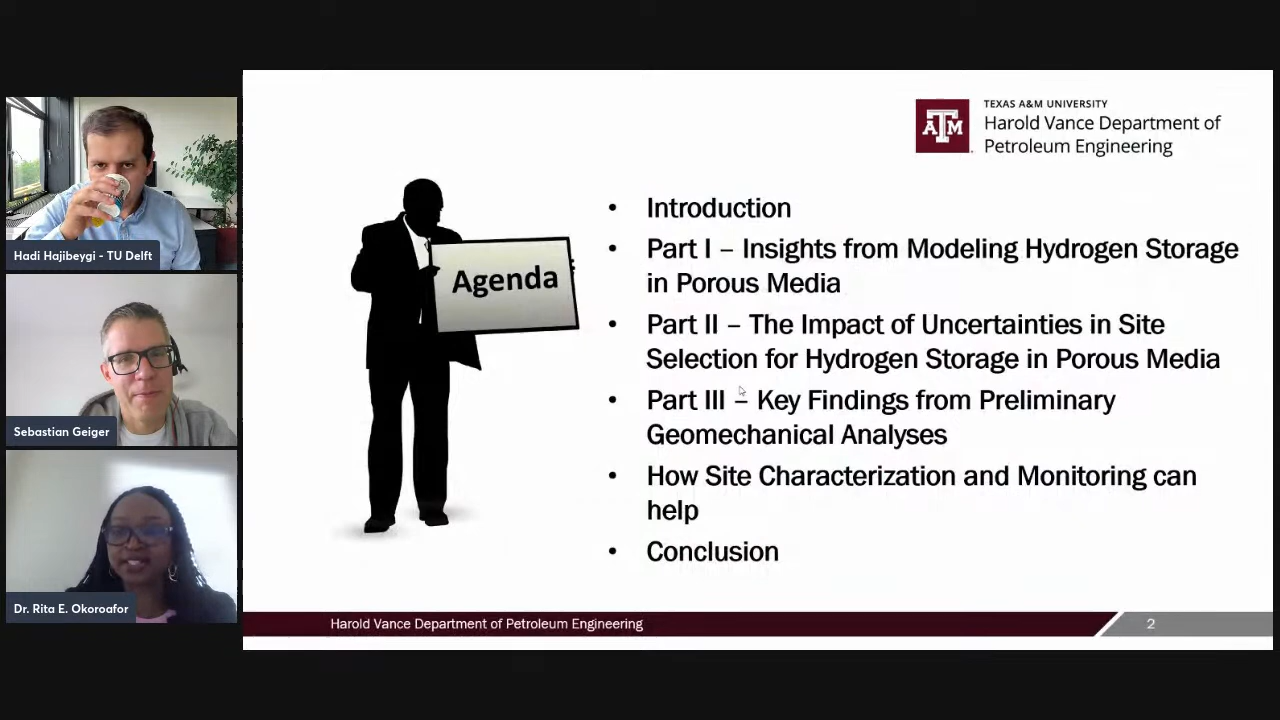 Hadi Hajibeygi - TU Delft
Sebastian Geiger
Dr. Rita E. Okoroafor
ATM
TEXAS A&M UNIVERSITY
Harold Vance Department of
Petroleum Engineering
Agenda
• Introduction
• Part I – Insights from Modeling Hydrogen Storage
in Porous Media
• Part II – The Impact of Uncertainties in Site
Selection for Hydrogen Storage in Porous Media
• Part III – Key Findings from Preliminary
Geomechanical Analyses
• How Site Characterization and Monitoring can
help
• Conclusion
Harold Vance Department of Petroleum Engineering
2